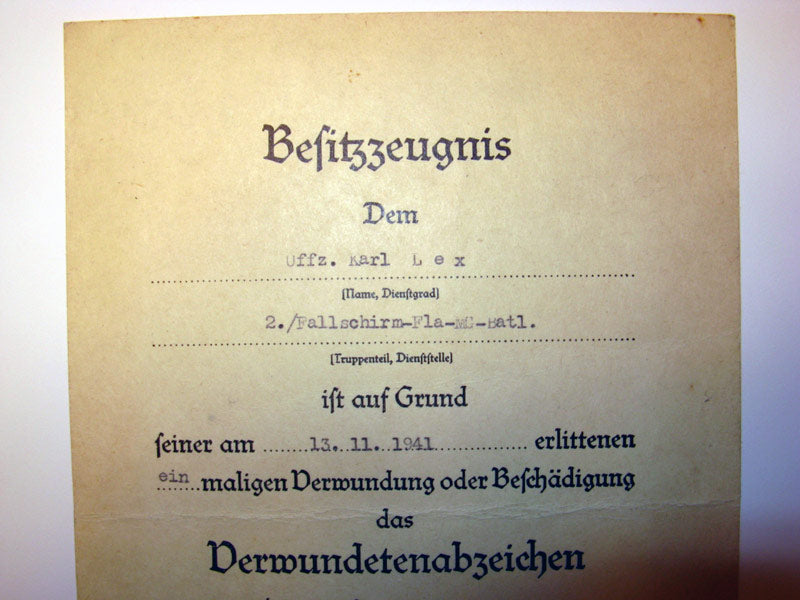 Besitzzeugnis
Dem
Uffz. Karl Lex
(Name, Dienstgrad)
2./Fallschirm-Fla-MG-Batl.
(Truppenteil, Dienststelle)
ist auf Grund
seiner am 13. 11. 1941 erlittenen
ein maligen Verwundung oder Beschädigung
das
Verwundetenabzeichen